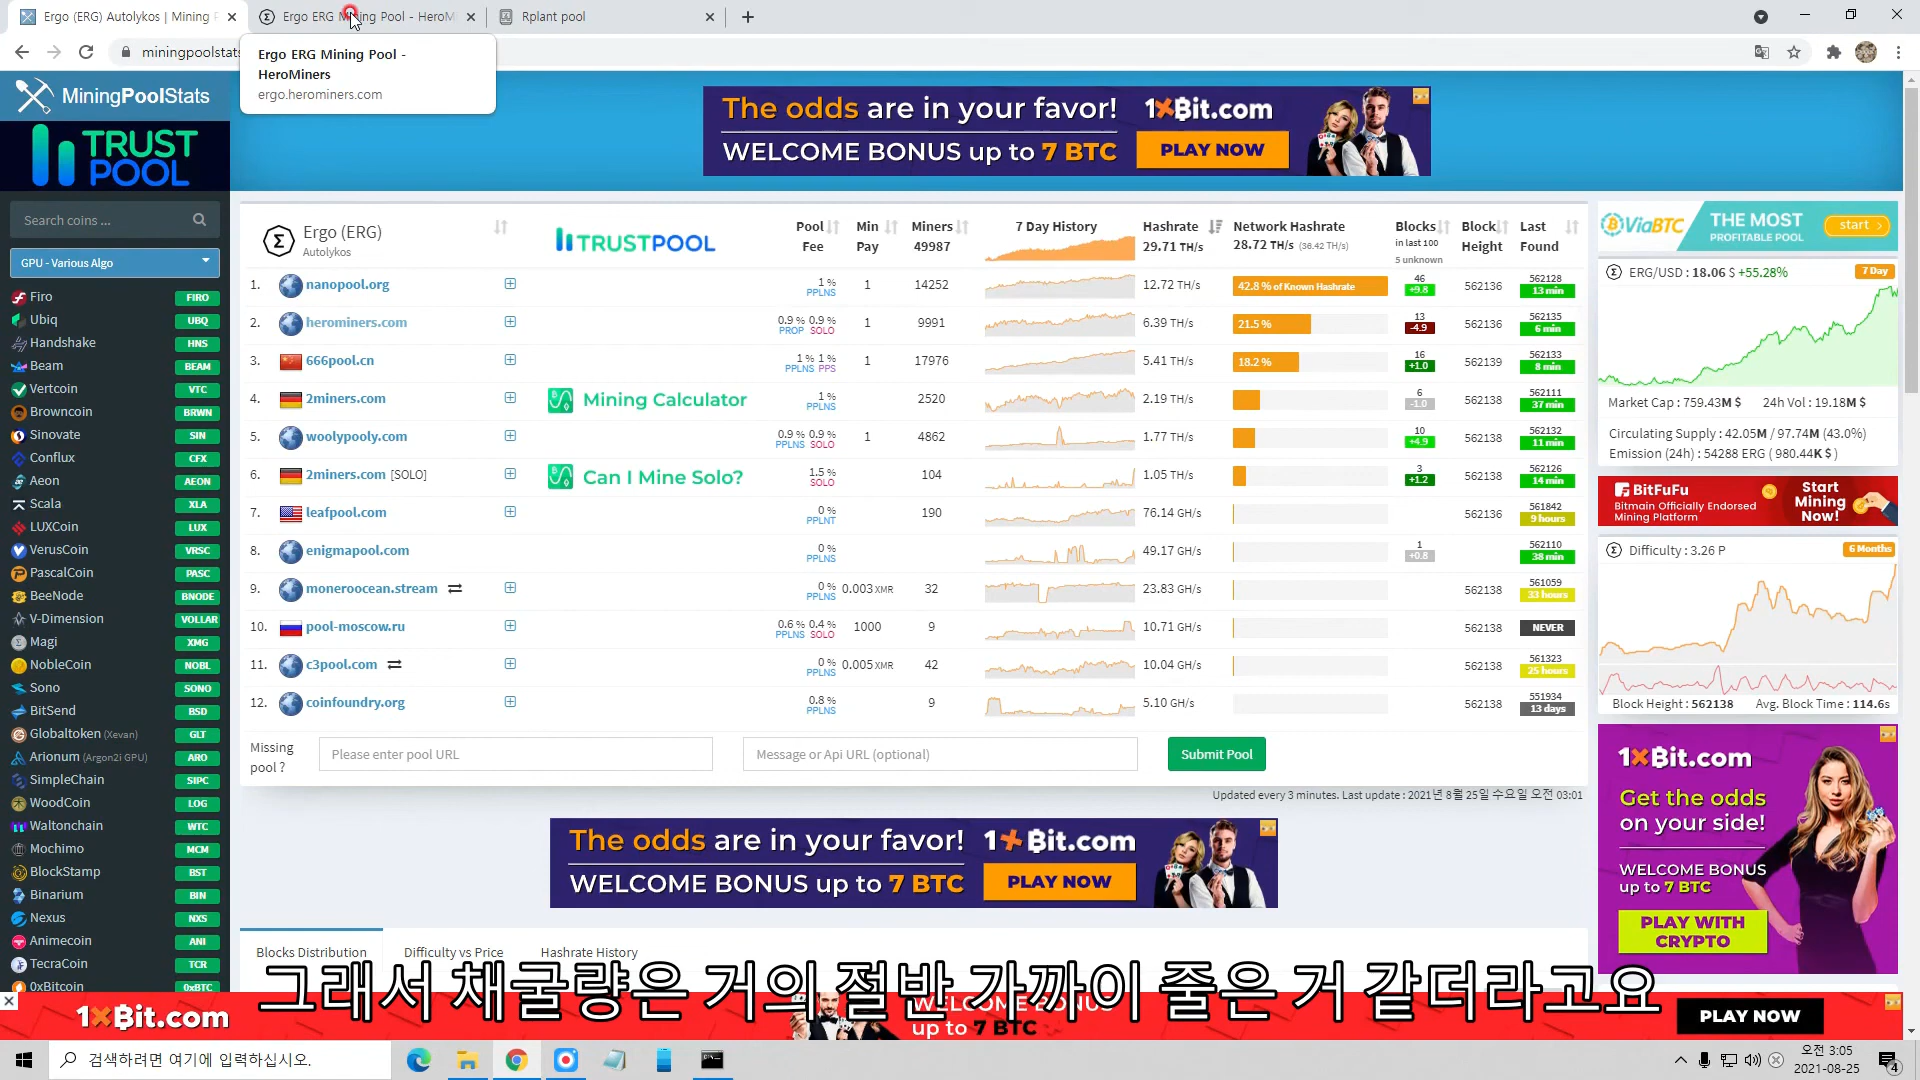 Ergo (ERG) Autolykos | Mining P
Ergo ERG Mining Pool - HeroMi
Rplant pool
miningpoolstats
Ergo ERG Mining Pool -
HeroMiners
ergo.herominers.com
MiningPoolStats
TRUST
POOL
The odds are in your favor!
WELCOME BONUS up to 7 BTC
1xBit.com
PLAY NOW
Search coins ...
GPU - Various Algo
Firo FIRO
Ubiq UBQ
Handshake HNS
Beam BEAM
Vertcoin VTC
Browncoin BRWN
Sinovate SIN
Conflux CFX
Aeon AEON
Scala XLA
LUXCoin LUX
VerusCoin VRSC
PascalCoin PASC
BeeNode BNODE
V-Dimension VOLLAR
Magi XMG
NobleCoin NOBL
Sono SONO
BitSend BSD
Globaltoken (Xevan) GLT
Arionum (Argon2i GPU) ARO
SimpleChain SIPC
WoodCoin LOG
Waltonchain WTC
Mochimo MCM
BlockStamp BST
Binarium BIN
Nexus NXS
Animecoin ANI
TecraCoin TCR
0xBitcoin 0xBTC
Ergo (ERG)
Autolykos
TRUSTPOOL
Pool Fee
Min Pay
Miners
49987
7 Day History
Hashrate
29.71 TH/s
Network Hashrate
28.72 TH/s (36.42 TH/s)
Blocks
in last 100
5 unknown
Block Height
Last Found
1. nanopool.org 1 % PPLNS 1 14252 12.72 TH/s 42.8 % of Known Hashrate 46 +9.8 562136 562128 13 min
2. herominers.com 0.9 % 0.9 % PROP SOLO 1 9991 6.39 TH/s 21.5 % 13 -4.9 562136 562135 6 min
3. 666pool.cn 1 % 1 % PPLNS PPS 1 17976 5.41 TH/s 18.2 % 16 +1.0 562139 562133 8 min
4. 2miners.com Mining Calculator 1 % PPLNS 2520 2.19 TH/s 6 -1.0 562138 562111 37 min
5. woolypooly.com 0.9 % 0.9 % PPLNS SOLO 1 4862 1.77 TH/s 10 +4.9 562138 562132 11 min
6. 2miners.com [SOLO] Can I Mine Solo? 1.5 % SOLO 104 1.05 TH/s 3 +1.2 562138 562126 14 min
7. leafpool.com 0 % PPLNT 190 76.14 GH/s 562136 561842 9 hours
8. enigmapool.com 0 % PPLNS 49.17 GH/s 1 +0.8 562138 562110 38 min
9. moneroocean.stream 0 % PPLNS 0.003 XMR 32 23.83 GH/s 562138 561059 33 hours
10. pool-moscow.ru 0.6 % 0.4 % PPLNS SOLO 1000 9 10.71 GH/s 562138 NEVER
11. c3pool.com 0 % PPLNS 0.005 XMR 42 10.04 GH/s 562138 561323 25 hours
12. coinfoundry.org 0.8 % PPLNS 9 5.10 GH/s 562138 551934 13 days
Missing pool ?
Please enter pool URL
Message or Api URL (optional)
Submit Pool
Updated every 3 minutes. Last update : 2021년 8월 25일 수요일 오전 03:01
The odds are in your favor!
WELCOME BONUS up to 7 BTC
1xBit.com
PLAY NOW
Blocks Distribution
Difficulty vs Price
Hashrate History
ViaBTC
THE MOST
PROFITABLE POOL
start >
ERG/USD : 18.06 $ +55.28%
7 Day
Market Cap : 759.43M $ 24h Vol : 19.18M $
Circulating Supply : 42.05M / 97.74M (43.0%)
Emission (24h) : 54288 ERG ( 980.44K $ )
BitFuFu
Bitmain Officially Endorsed
Mining Platform
Start
Mining
Now!
Difficulty : 3.26 P
6 Months
Block Height : 562138 Avg. Block Time : 114.6s
1xBit.com
Get the odds
on your side!
WELCOME BONUS
up to 7 BTC
PLAY WITH
CRYPTO
그래서 채굴량은 거의 절반 가까이 줄은 거 같더라고요
1xBit.com
WELCOME BONUS
up to 7 BTC
PLAY NOW
검색하려면 여기에 입력하십시오.
오전 3:05
2021-08-25
4